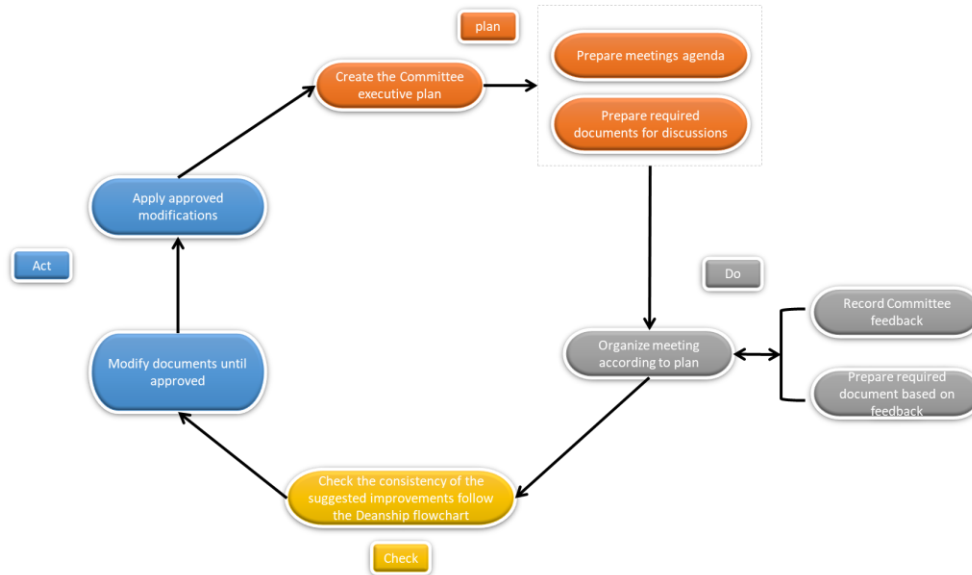 plan
Create the Committee
executive plan
Prepare meetings agenda
Prepare required
documents for discussions
Apply approved
modifications
Act
Do
Record Committee
feedback
Organize meeting
according to plan
Prepare required
document based on
feedback
Modify documents until
approved
Check the consistency of the
suggested improvements follow
the Deanship flowchart
Check